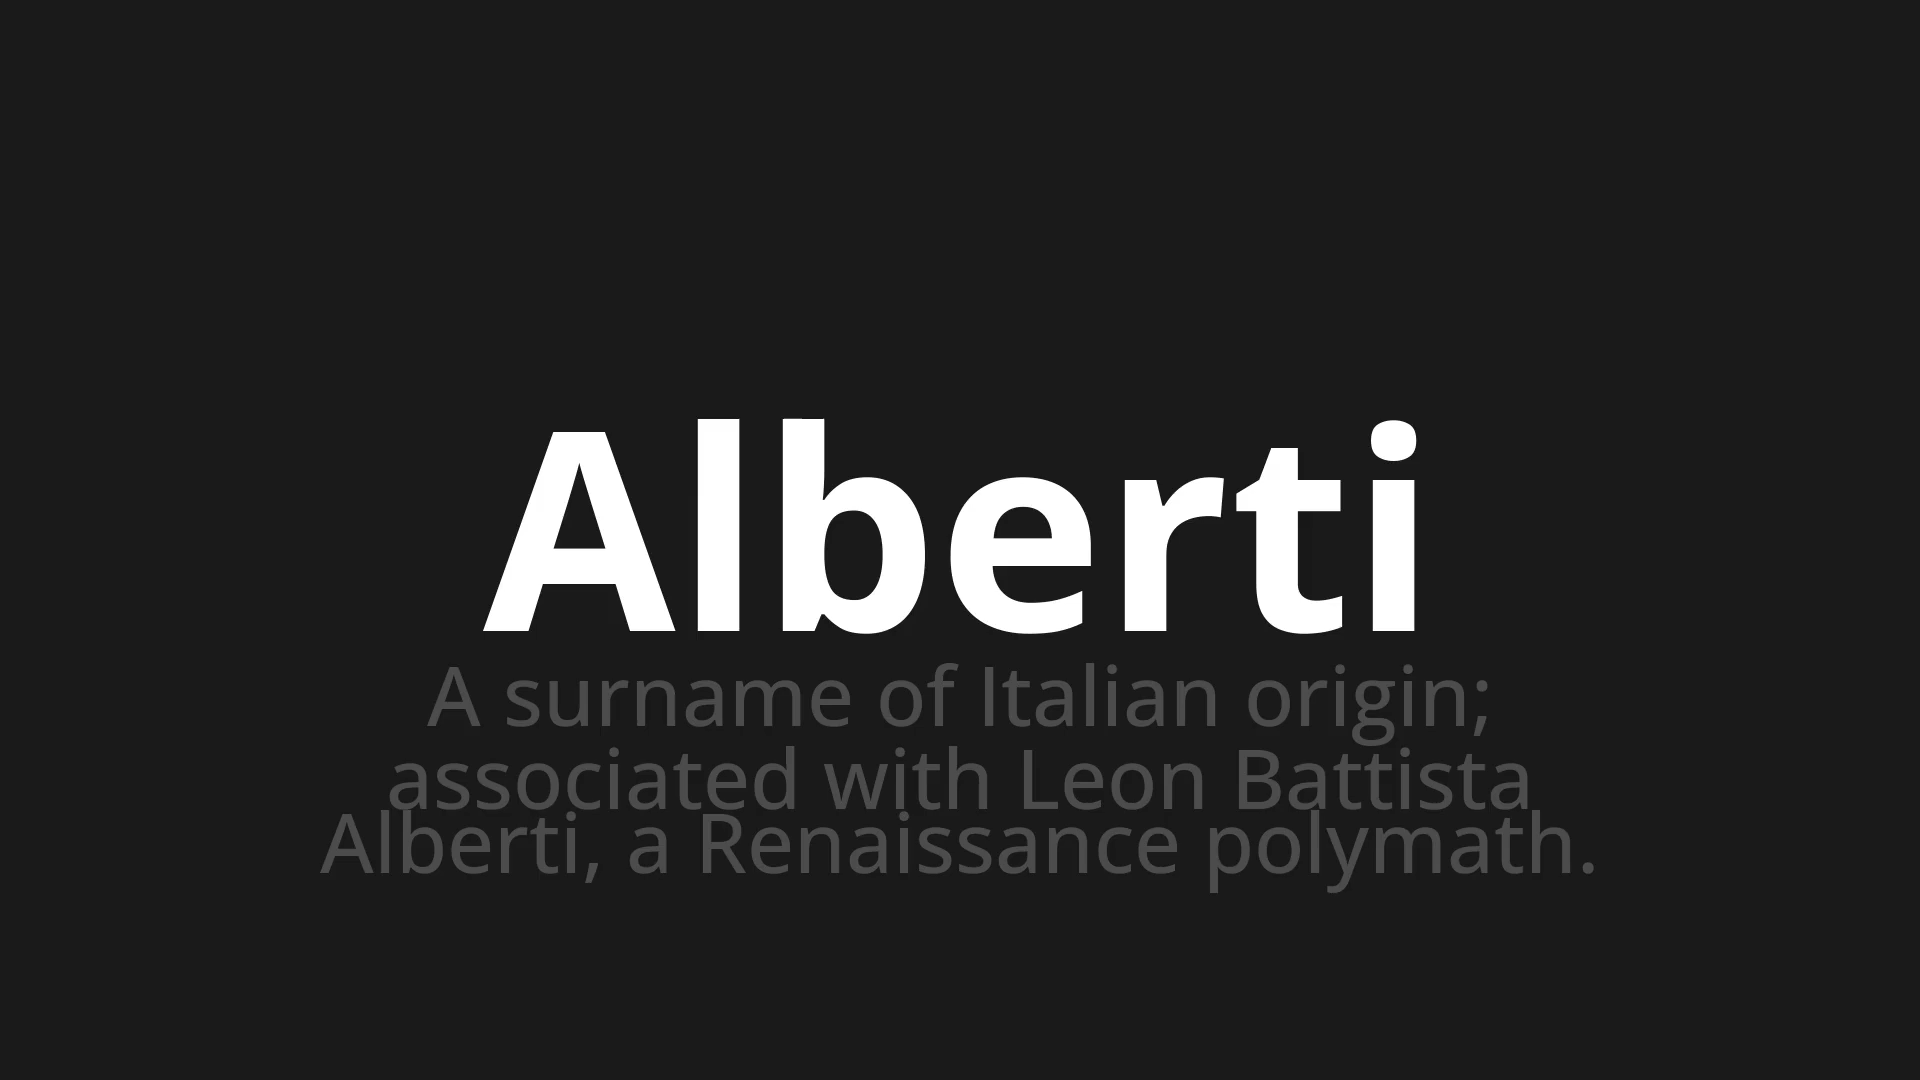 Alberti
A surname of Italian origin;
associated with Leon Battista
Alberti, a Renaissance polymath.